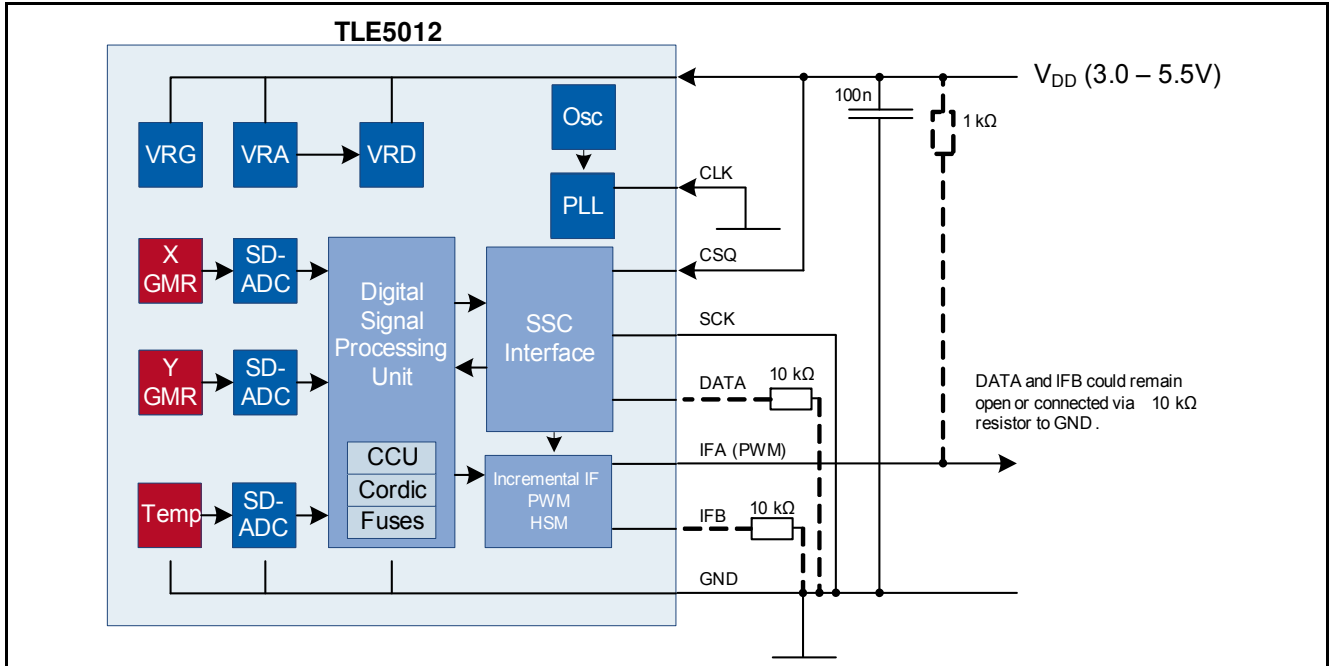 TLE5012
V_DD (3.0 – 5.5V)
100n
1 kΩ
Osc
VRG
VRA
VRD
CLK
PLL
CSQ
X
GMR
SD-
ADC
Digital
Signal
Processing
Unit
SSC
Interface
SCK
Y
GMR
SD-
ADC
DATA
10 kΩ
DATA and IFB could remain
open or connected via 10 kΩ
resistor to GND .
IFA (PWM)
CCU
Cordic
Fuses
Incremental IF
PWM
HSM
Temp
SD-
ADC
IFB
10 kΩ
GND